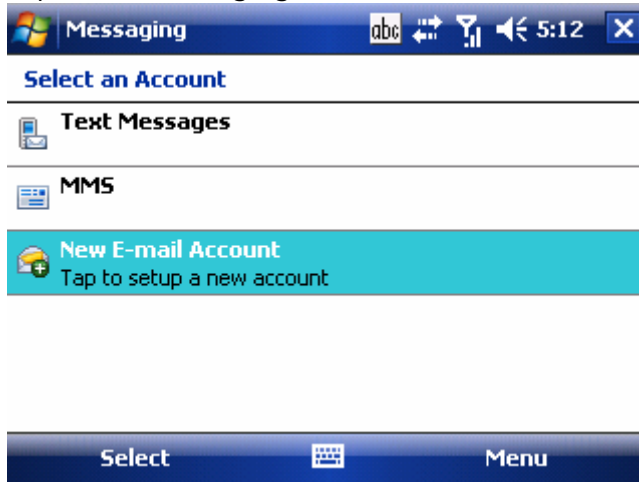 Messaging abc 5:12
Select an Account
Text Messages
MMS
New E-mail Account
Tap to setup a new account
Select Menu